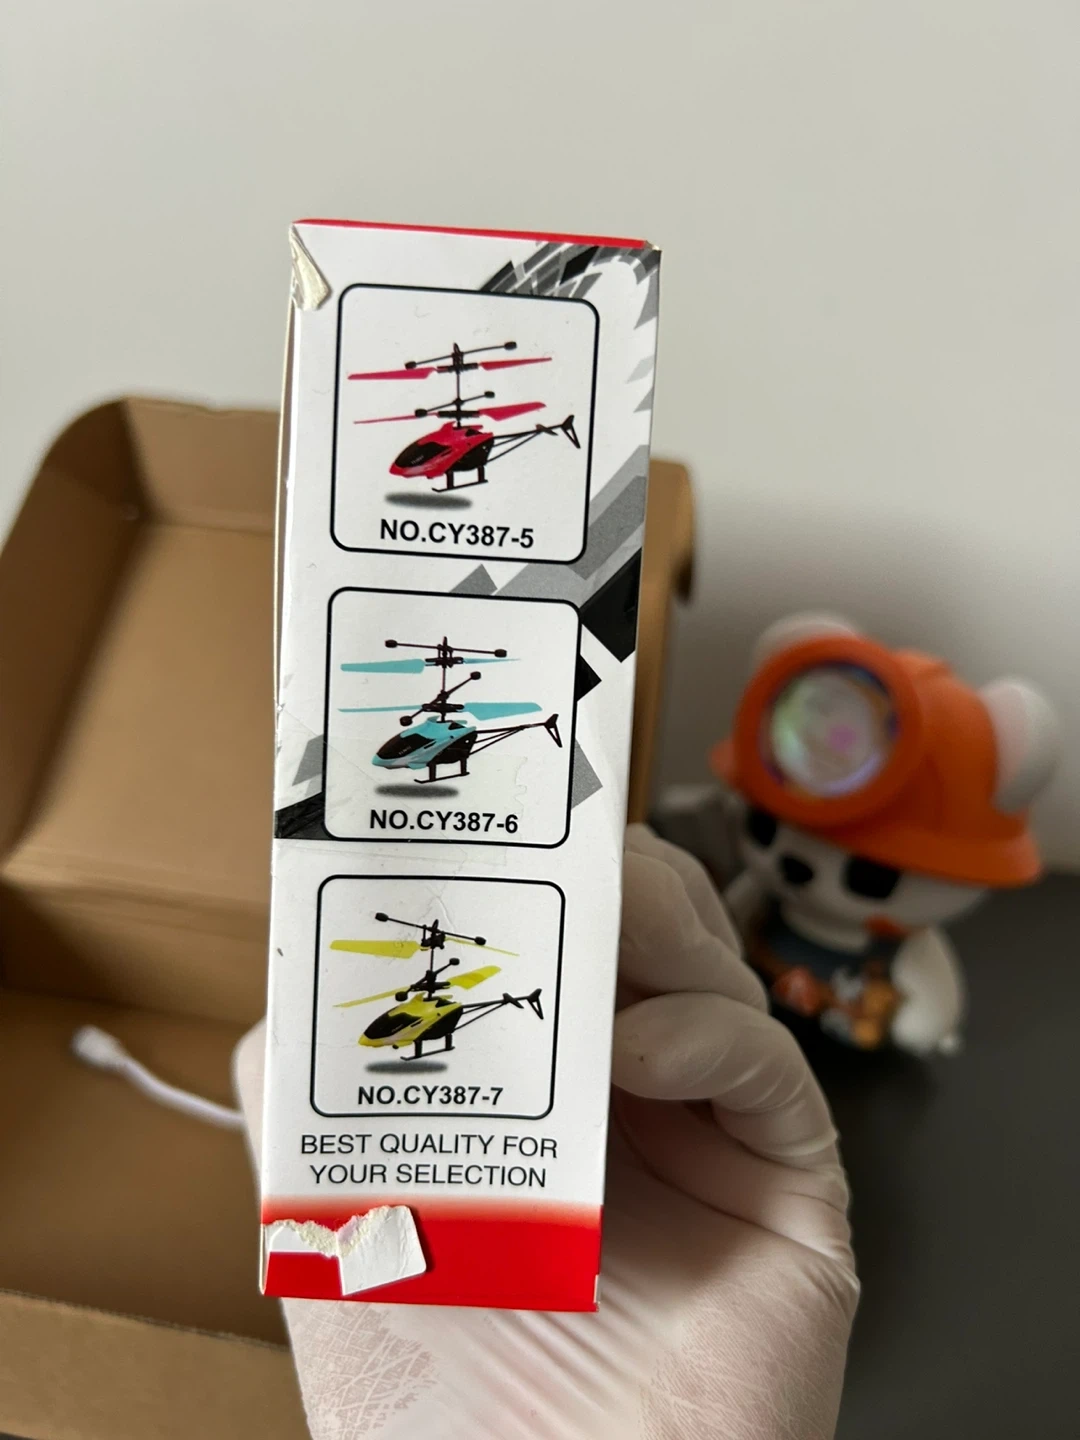 NO.CY387-5
NO.CY387-6
NO.CY387-7
BEST QUALITY FOR
YOUR SELECTION